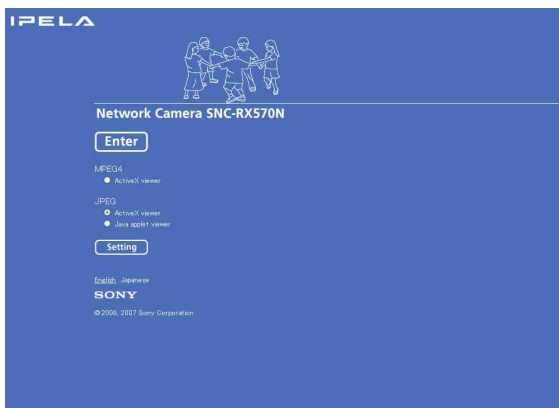 IPELA
Network Camera SNC-RX570N
Enter
MPEG4
ActiveX viewer
JPEG
ActiveX viewer
Java applet viewer
Setting
English Japanese
SONY
© 2006, 2007 Sony Corporation